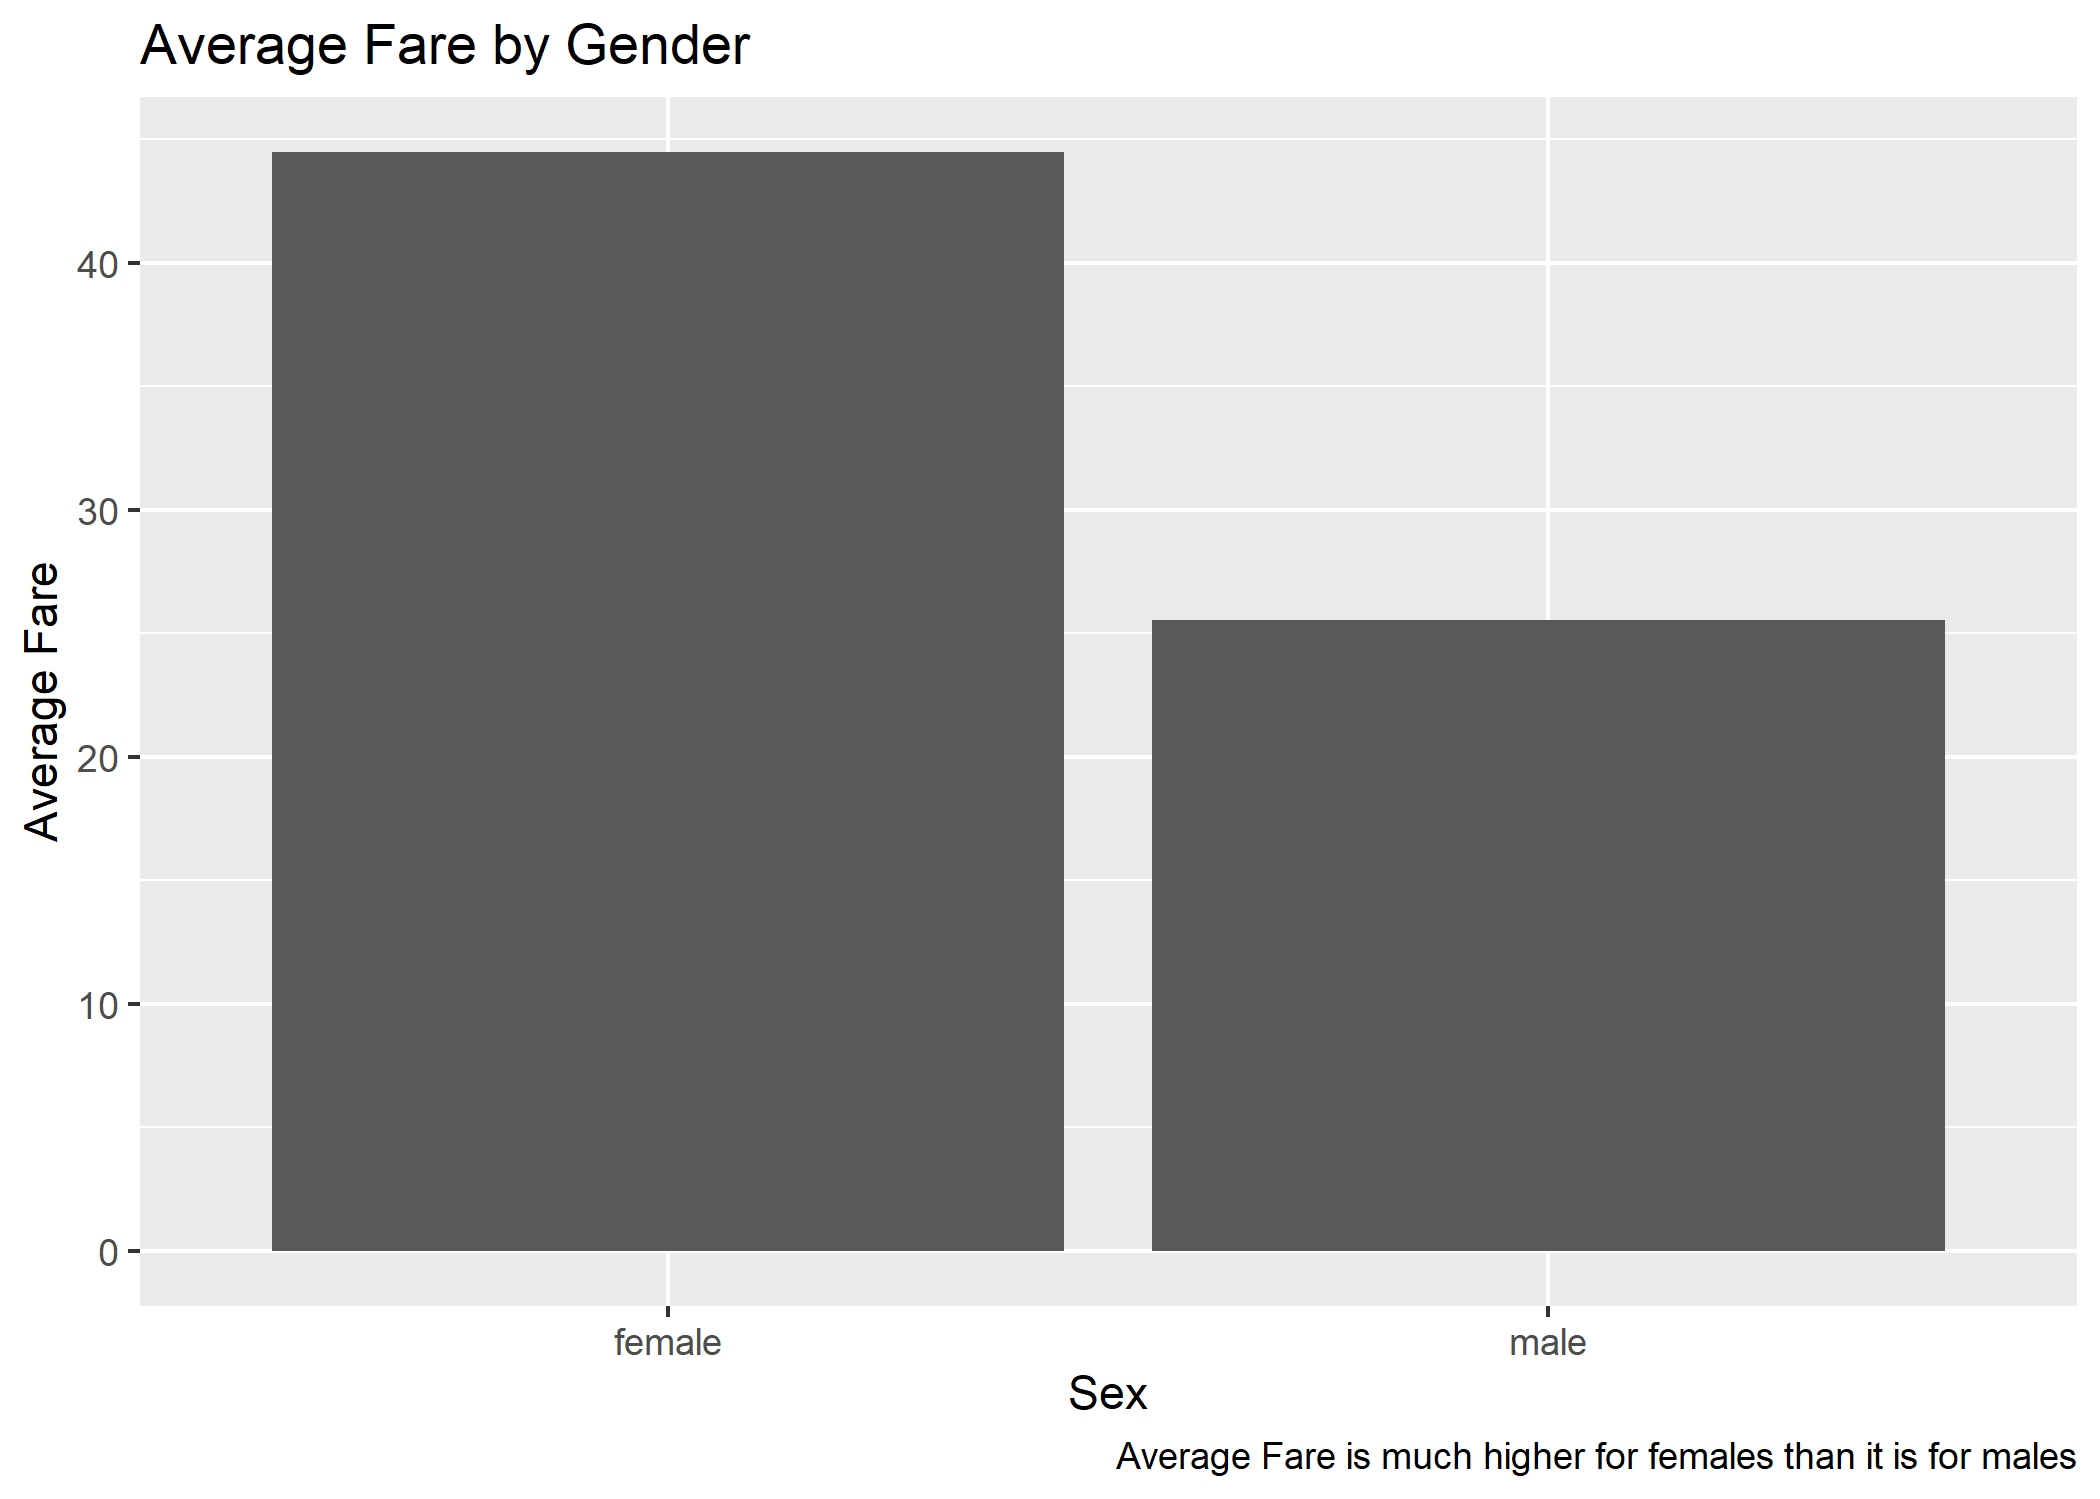 Average Fare by Gender
Average Fare
40
30
20
10
0
female
male
Sex
Average Fare is much higher for females than it is for males